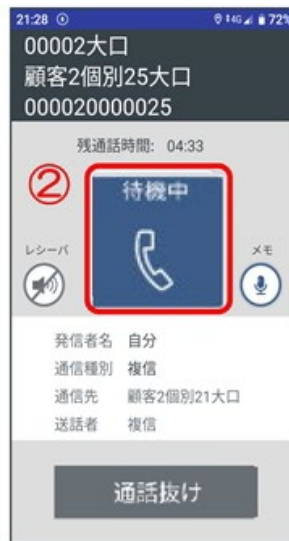 21:28
4G 72%
00002大口
顧客2個別25大口
000020000025
残通話時間: 04:33
②
待機中
レシーバ
メモ
発信者名 自分
通信種別 複信
通信先 顧客2個別21大口
送話者 複信
通話抜け